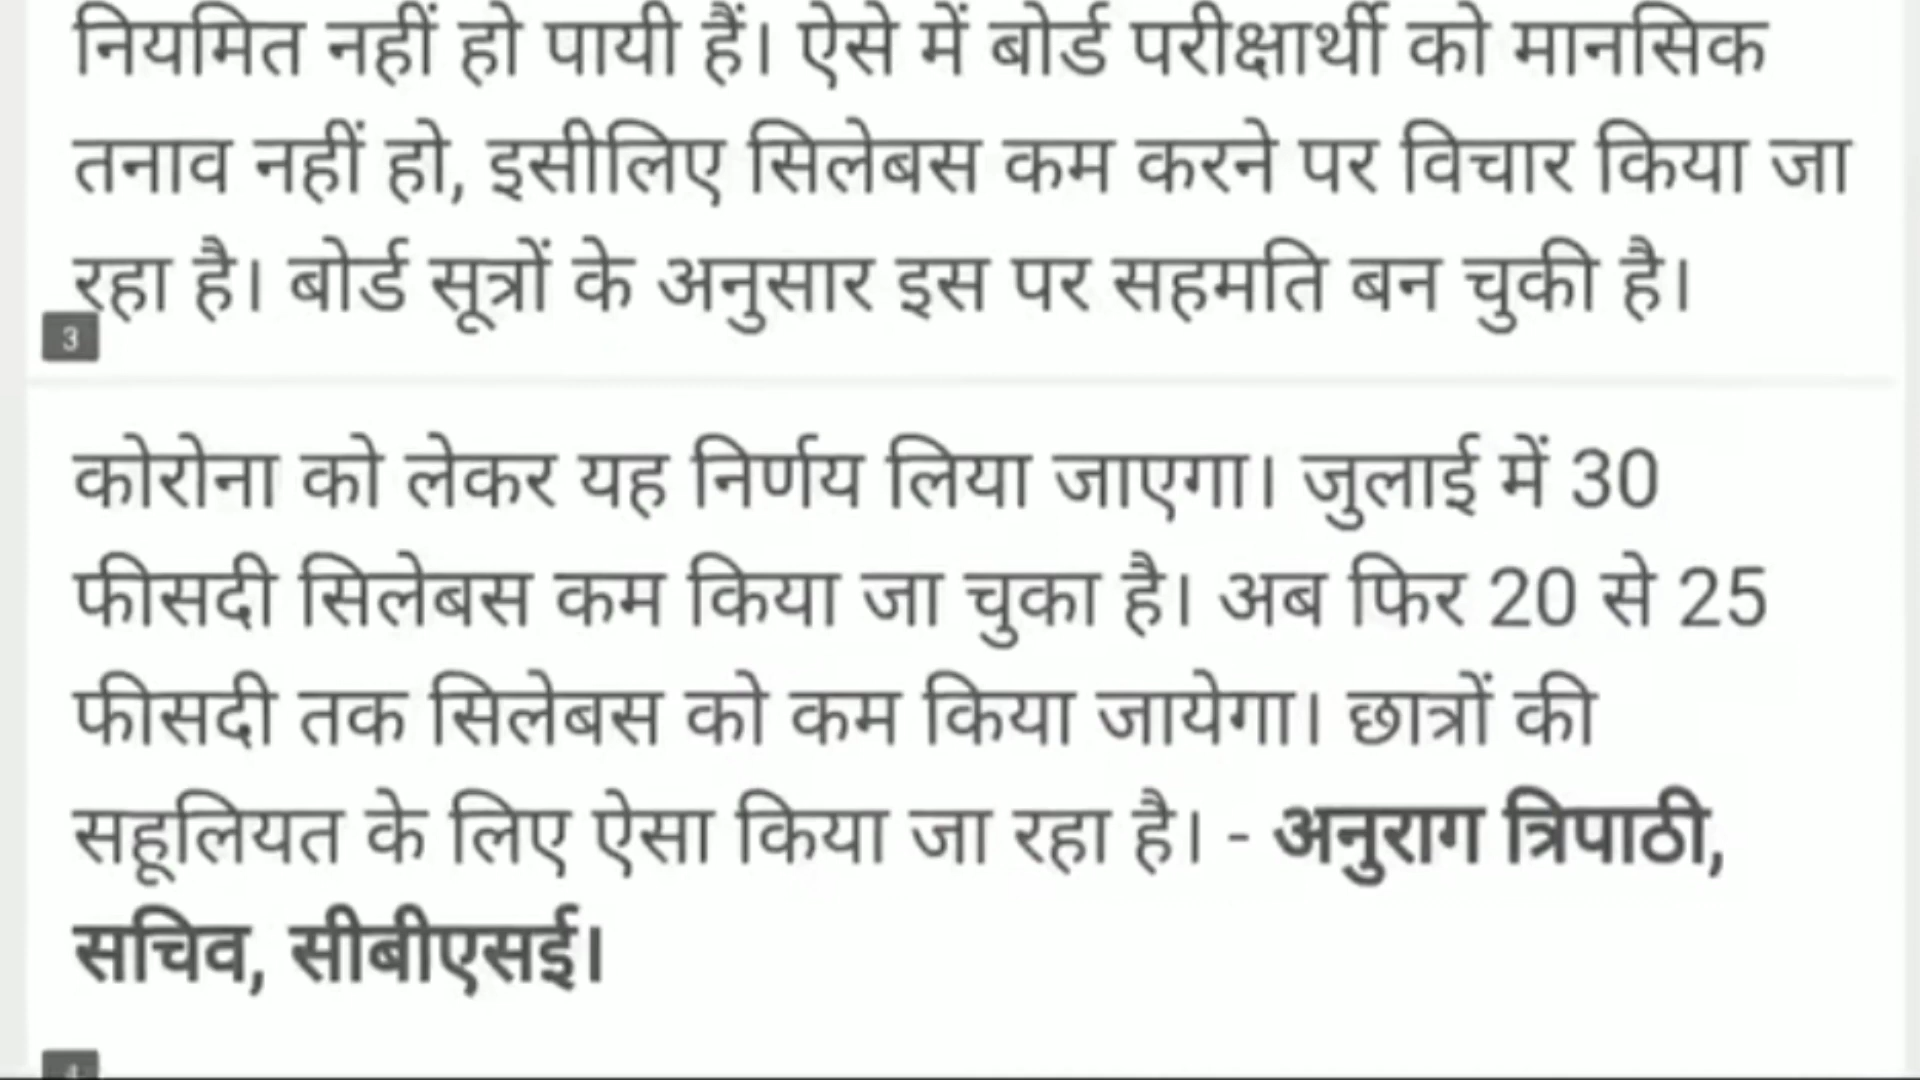 नियमित नहीं हो पायी हैं। ऐसे में बोर्ड परीक्षार्थी को मानसिक
तनाव नहीं हो, इसीलिए सिलेबस कम करने पर विचार किया जा
रहा है। बोर्ड सूत्रों के अनुसार इस पर सहमति बन चुकी है।
3
कोरोना को लेकर यह निर्णय लिया जाएगा। जुलाई में 30
फीसदी सिलेबस कम किया जा चुका है। अब फिर 20 से 25
फीसदी तक सिलेबस को कम किया जायेगा। छात्रों की
सहूलियत के लिए ऐसा किया जा रहा है। - अनुराग त्रिपाठी,
सचिव, सीबीएसई।